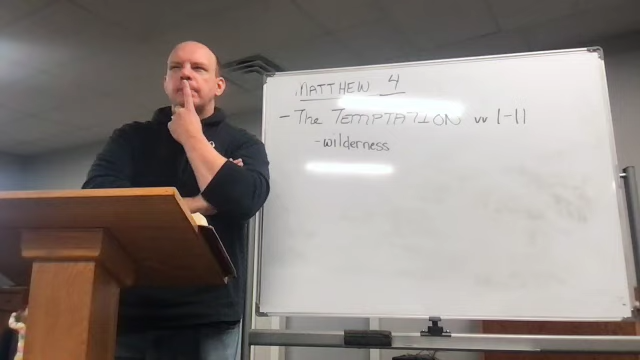 MATTHEW 4
- The TEMPTATION vv 1-11
- wilderness